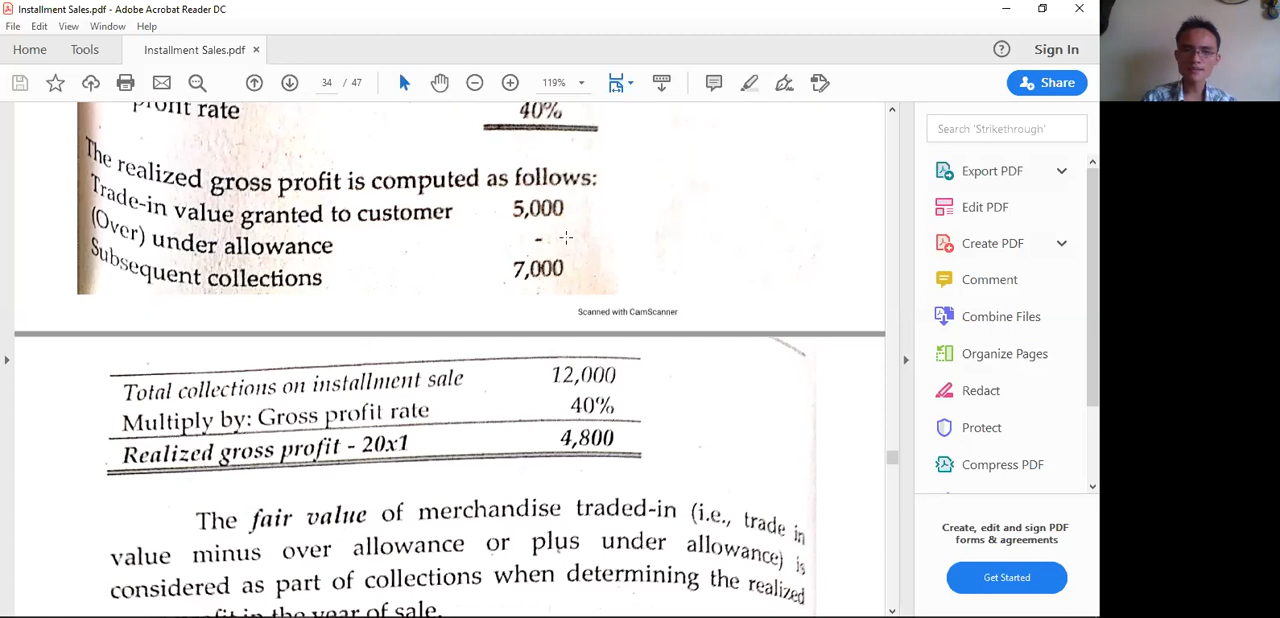 Installment Sales.pdf - Adobe Acrobat Reader DC
File Edit View Window Help
Home Tools Installment Sales.pdf × Sign In
34 / 47 119% Share
Profit rate 40%
The realized gross profit is computed as follows:
Trade-in value granted to customer 5,000
(Over) under allowance -
Subsequent collections 7,000
Scanned with CamScanner
Total collections on installment sale 12,000
Multiply by: Gross profit rate 40%
Realized gross profit - 20x1 4,800
The fair value of merchandise traded-in (i.e., trade in
value minus over allowance or plus under allowance) is
considered as part of collections when determining the realized
in the year of sale.
Search 'Strikethrough'
Export PDF
Edit PDF
Create PDF
Comment
Combine Files
Organize Pages
Redact
Protect
Compress PDF
Create, edit and sign PDF
forms & agreements
Get Started